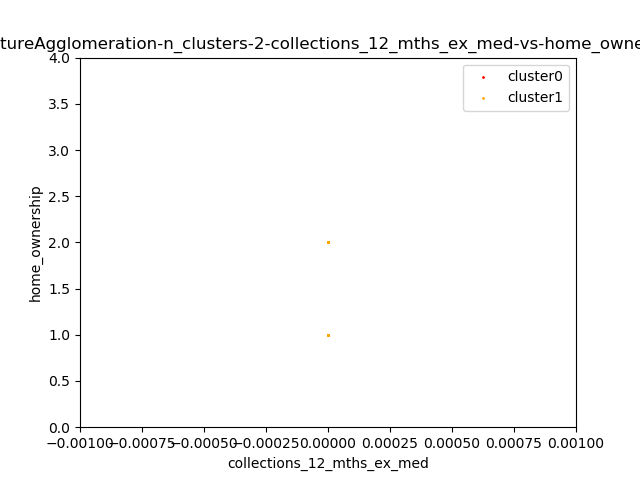 tureAgglomeration-n_clusters-2-collections_12_mths_ex_med-vs-home_owne
cluster0
cluster1
4.0
3.5
3.0
2.5
2.0
1.5
1.0
0.5
0.0
home_ownership
−0.00100 −0.00075 −0.00050 −0.00025 0.00000 0.00025 0.00050 0.00075 0.00100
collections_12_mths_ex_med